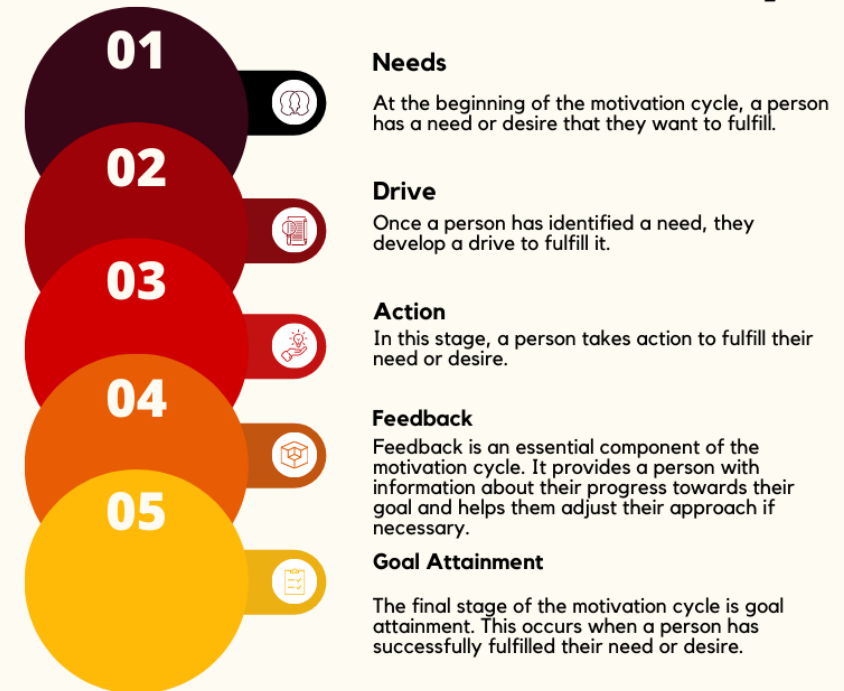 01
Needs
At the beginning of the motivation cycle, a person
has a need or desire that they want to fulfill.
02
Drive
Once a person has identified a need, they
develop a drive to fulfill it.
03
Action
In this stage, a person takes action to fulfill their
need or desire.
04
Feedback
Feedback is an essential component of the
motivation cycle. It provides a person with
information about their progress towards their
goal and helps them adjust their approach if
necessary.
05
Goal Attainment
The final stage of the motivation cycle is goal
attainment. This occurs when a person has
successfully fulfilled their need or desire.